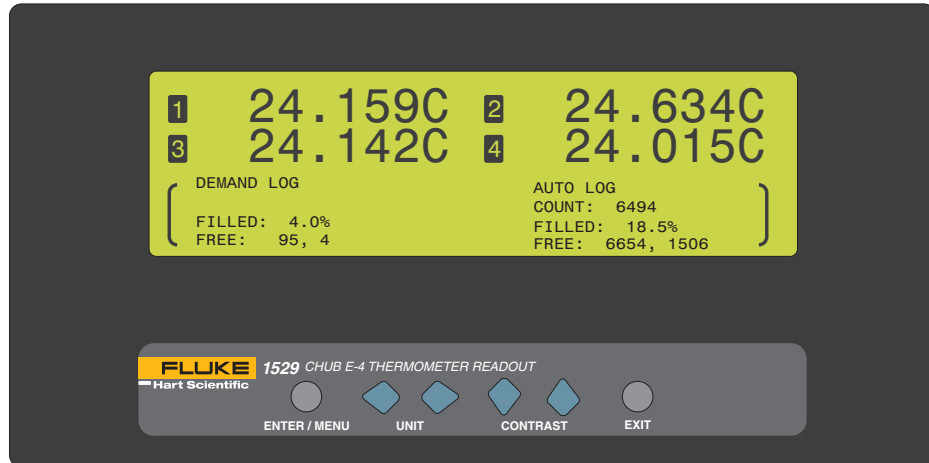 1 24.159C 2 24.634C
3 24.142C 4 24.015C
DEMAND LOG
FILLED: 4.0%
FREE: 95, 4
AUTO LOG
COUNT: 6494
FILLED: 18.5%
FREE: 6654, 1506
FLUKE
Hart Scientific
1529 CHUB E-4 THERMOMETER READOUT
ENTER / MENU UNIT CONTRAST EXIT